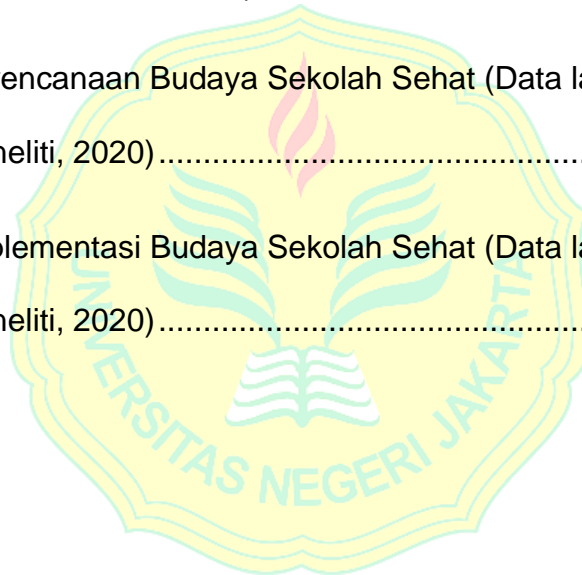 encanaan Budaya Sekolah Sehat (Data la
neliti, 2020)
plementasi Budaya Sekolah Sehat (Data la
neliti, 2020)
UNIVERSITAS NEGERI JAKARTA